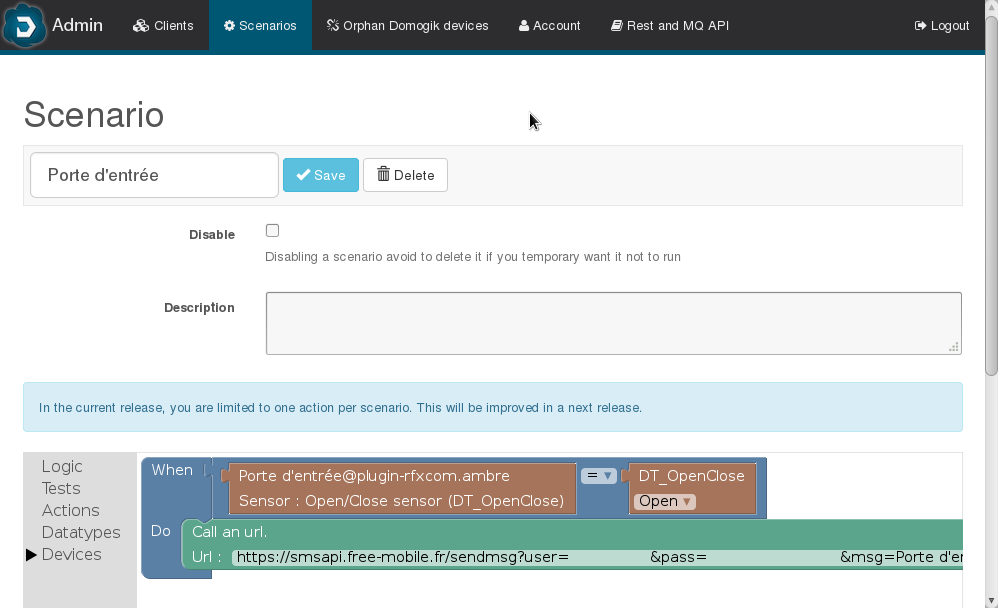 Admin Clients Scenarios Orphan Domogik devices Account Rest and MQ API Logout
Scenario
Porte d'entrée Save Delete
Disable
Disabling a scenario avoid to delete it if you temporary want it not to run
Description
In the current release, you are limited to one action per scenario. This will be improved in a next release.
Logic
Tests
Actions
Datatypes
Devices
When
Porte d'entrée@plugin-rfxcom.ambre = DT_OpenClose
Sensor : Open/Close sensor (DT_OpenClose) Open
Do Call an url.
Url : https://smsapi.free-mobile.fr/sendmsg?user= &pass= &msg=Porte